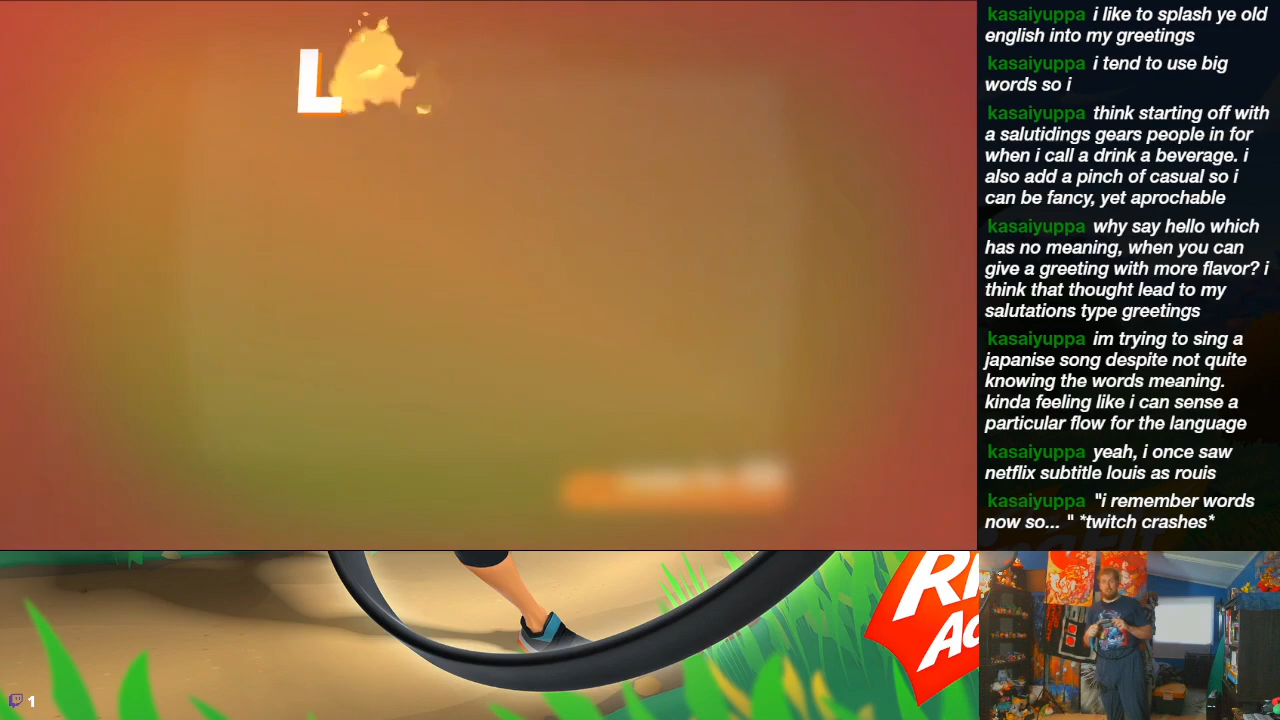 L
kasaiyuppa i like to splash ye old
english into my greetings
kasaiyuppa i tend to use big
words so i
kasaiyuppa think starting off with
a salutidings gears people in for
when i call a drink a beverage. i
also add a pinch of casual so i
can be fancy, yet aprochable
kasaiyuppa why say hello which
has no meaning, when you can
give a greeting with more flavor? i
think that thought lead to my
salutations type greetings
kasaiyuppa im trying to sing a
japanise song despite not quite
knowing the words meaning.
kinda feeling like i can sense a
particular flow for the language
kasaiyuppa yeah, i once saw
netflix subtitle louis as rouis
kasaiyuppa "i remember words
now so... " *twitch crashes*
1